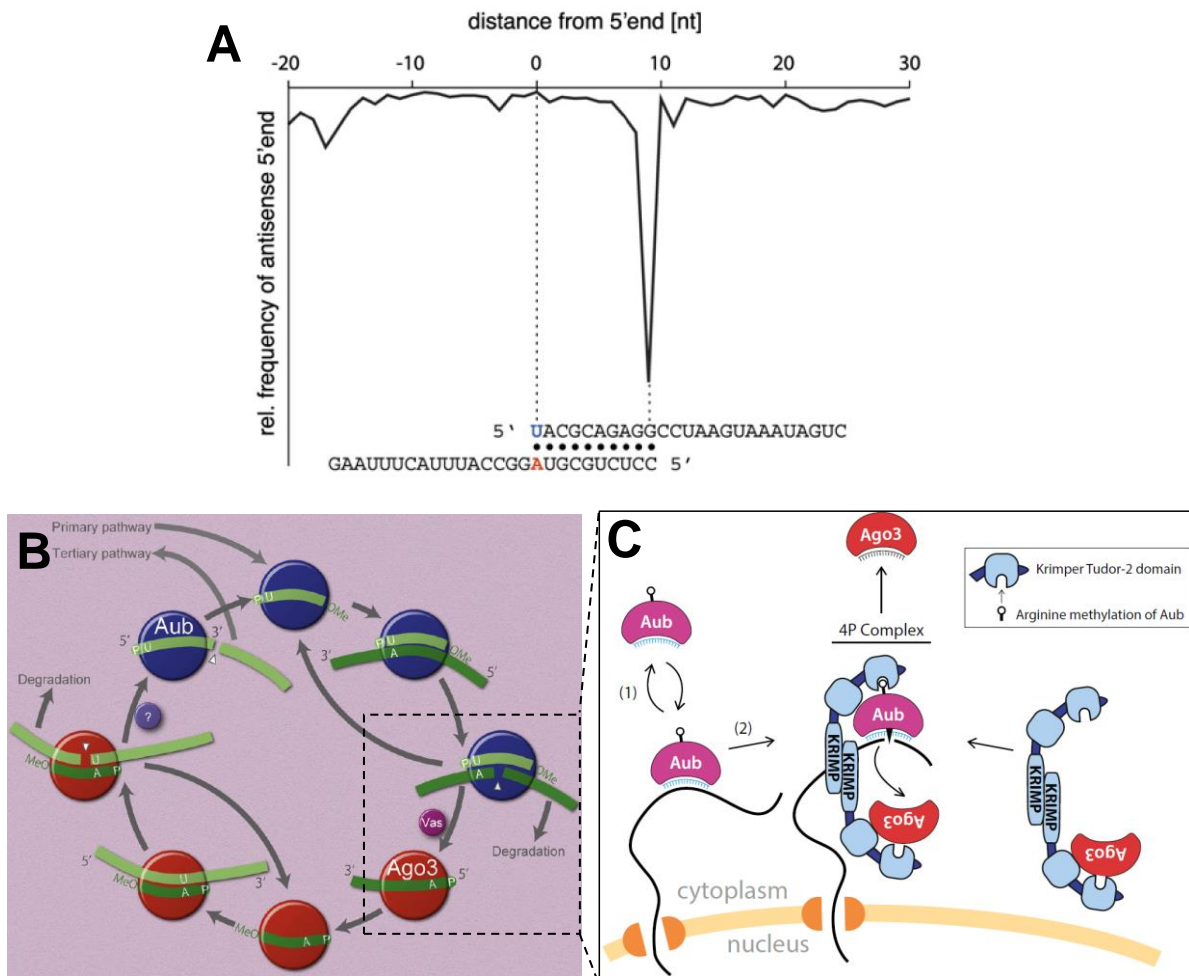 A
distance from 5'end [nt]
-20 -10 0 10 20 30
rel. frequency of antisense 5'end
5' UACGCAGAGGCCUAAGUAAAUAGUC
GAAUUUCAUUUACCGGAUGCGUCUCC 5'
B
Primary pathway
Tertiary pathway
P U OMe
Aub
5' 3'
P U
P U
A
OMe
3' 5'
Degradation
?
U
A P
MeO
P U
A
OMe
Vas
Degradation
5'
U
A P
MeO
3'
Ago3
3' A P 5'
MeO A P
C
Ago3
Krimper Tudor-2 domain
Arginine methylation of Aub
4P Complex
Aub
(1)
Aub
(2)
Aub
KRIMP
KRIMP
Ago3
KRIMP
KRIMP
Ago3
cytoplasm
nucleus